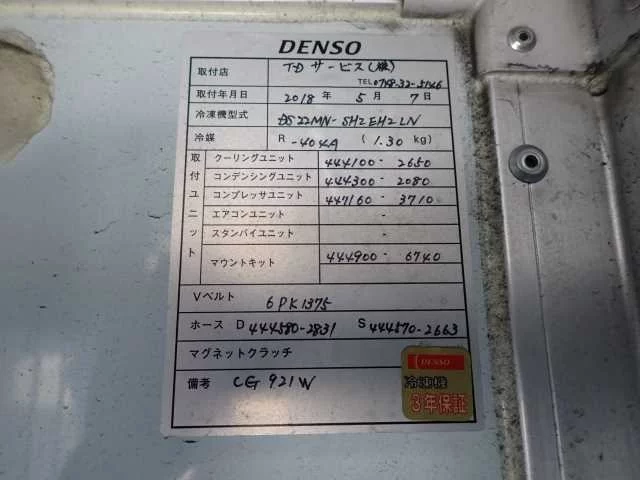 DENSO
取付店 TDサービス(株) TEL 0748-32-5146
取付年月日 2018 年 5 月 7 日
冷凍機型式 DS22MN-SH2EH2LN
冷媒 R -404A ( 1.30 kg)
取付ユニット
クーリングユニット 444100 - 2650
コンデンシングユニット 444300 - 2080
コンプレッサユニット 447160 - 3710
エアコンユニット -
スタンバイユニット -
マウントキット 444900 - 6740
Vベルト 6PK1375
ホース D 444580-2831 S 444570-2663
マグネットクラッチ
備考 CG 921W
DENSO
冷凍機
3年保証